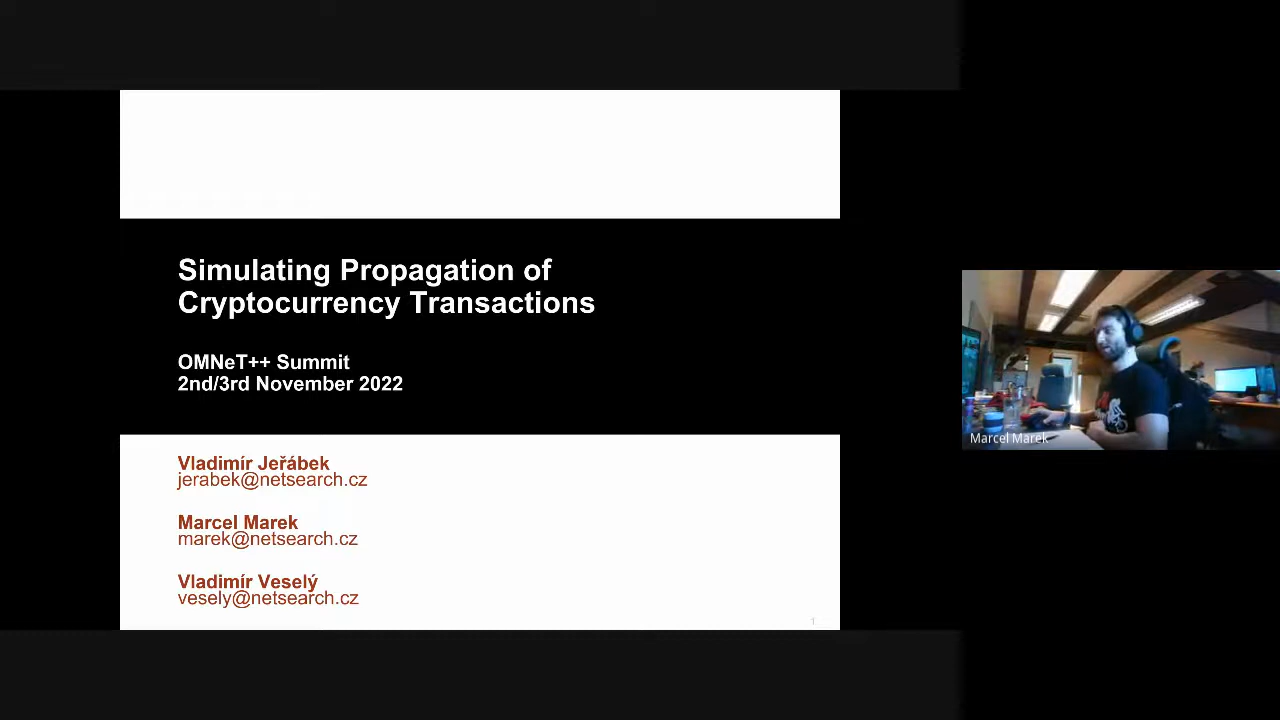 Simulating Propagation of
Cryptocurrency Transactions
OMNeT++ Summit
2nd/3rd November 2022
Vladimír Jeřábek
jerabek@netsearch.cz
Marcel Marek
marek@netsearch.cz
Vladimír Veselý
vesely@netsearch.cz
1
Marcel Marek